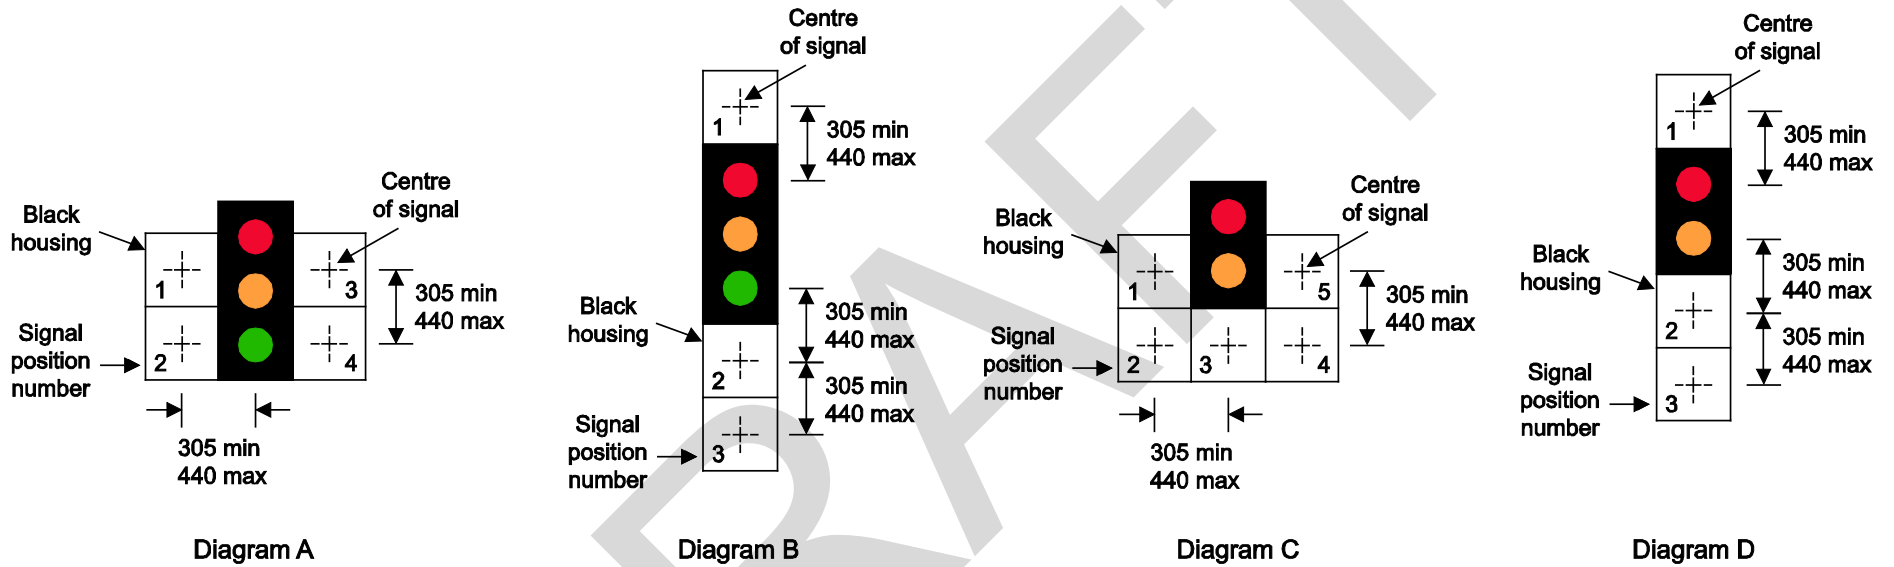 Centre
of signal
Black
housing
1
3
305 min
440 max
Signal
position
number
2
4
305 min
440 max
Diagram A
Centre
of signal
1
305 min
440 max
Black
housing
305 min
440 max
2
305 min
440 max
Signal
position
number
3
Diagram B
Centre
of signal
Black
housing
1
5
305 min
440 max
Signal
position
number
2
3
4
305 min
440 max
Diagram C
Centre
of signal
1
305 min
440 max
Black
housing
305 min
440 max
2
305 min
440 max
Signal
position
number
3
Diagram D
DRAFT